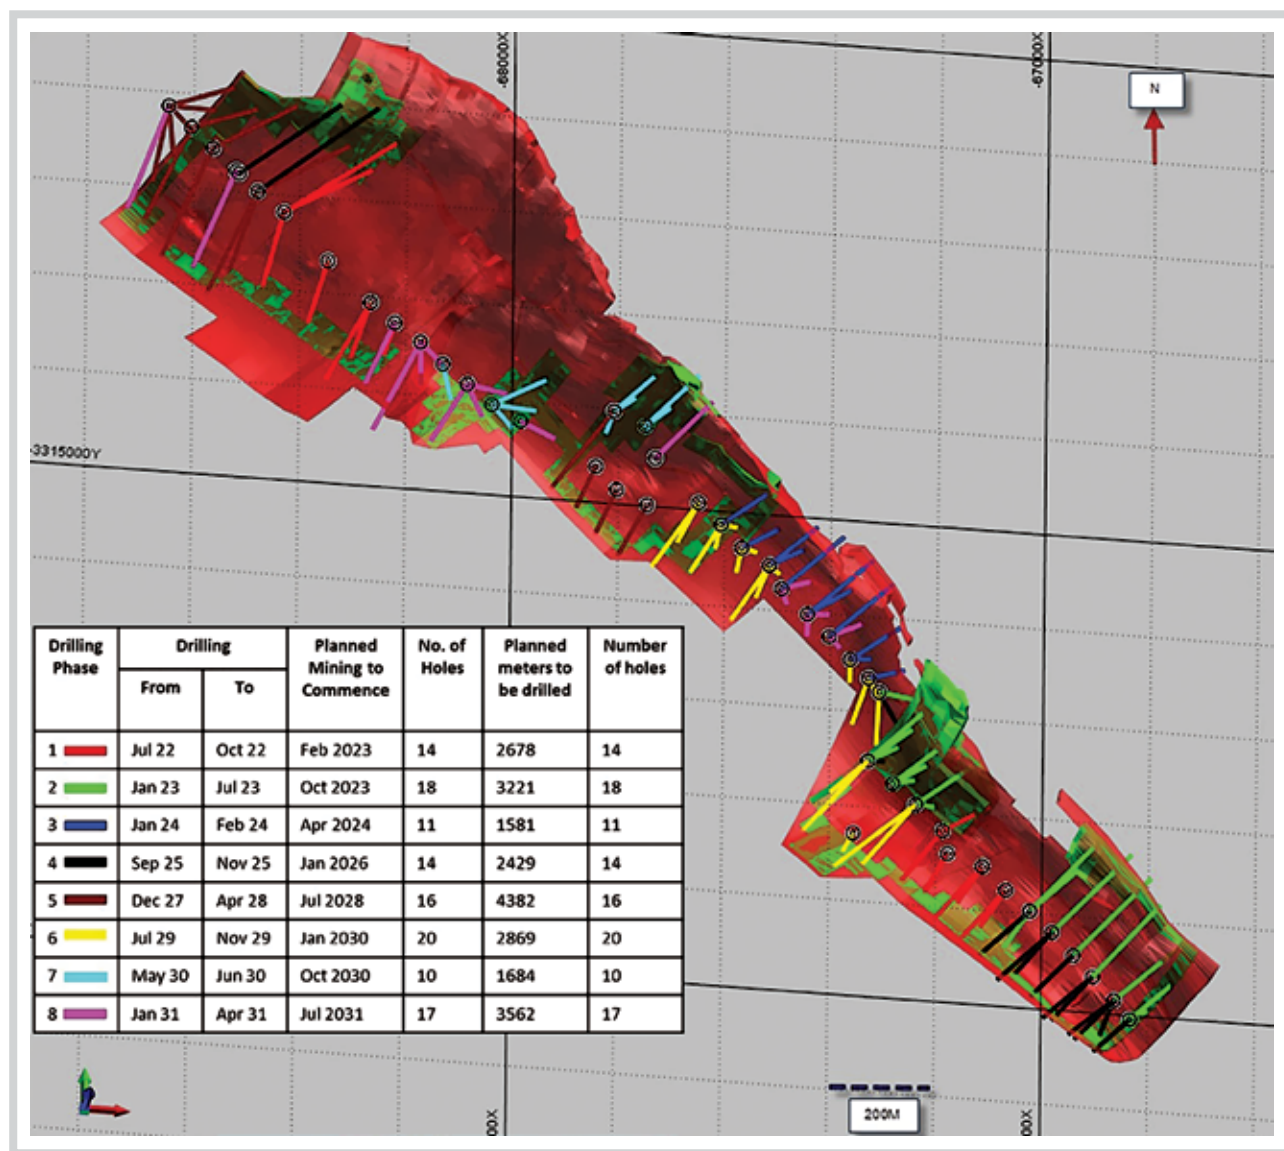 -68000X
-67000X
N
-3315000Y
Drilling Phase
Drilling
Planned Mining to Commence
No. of Holes
Planned meters to be drilled
Number of holes
From
To
1 Jul 22 Oct 22 Feb 2023 14 2678 14
2 Jan 23 Jul 23 Oct 2023 18 3221 18
3 Jan 24 Feb 24 Apr 2024 11 1581 11
4 Sep 25 Nov 25 Jan 2026 14 2429 14
5 Dec 27 Apr 28 Jul 2028 16 4382 16
6 Jul 29 Nov 29 Jan 2030 20 2869 20
7 May 30 Jun 30 Oct 2030 10 1684 10
8 Jan 31 Apr 31 Jul 2031 17 3562 17
200M
00X
00X